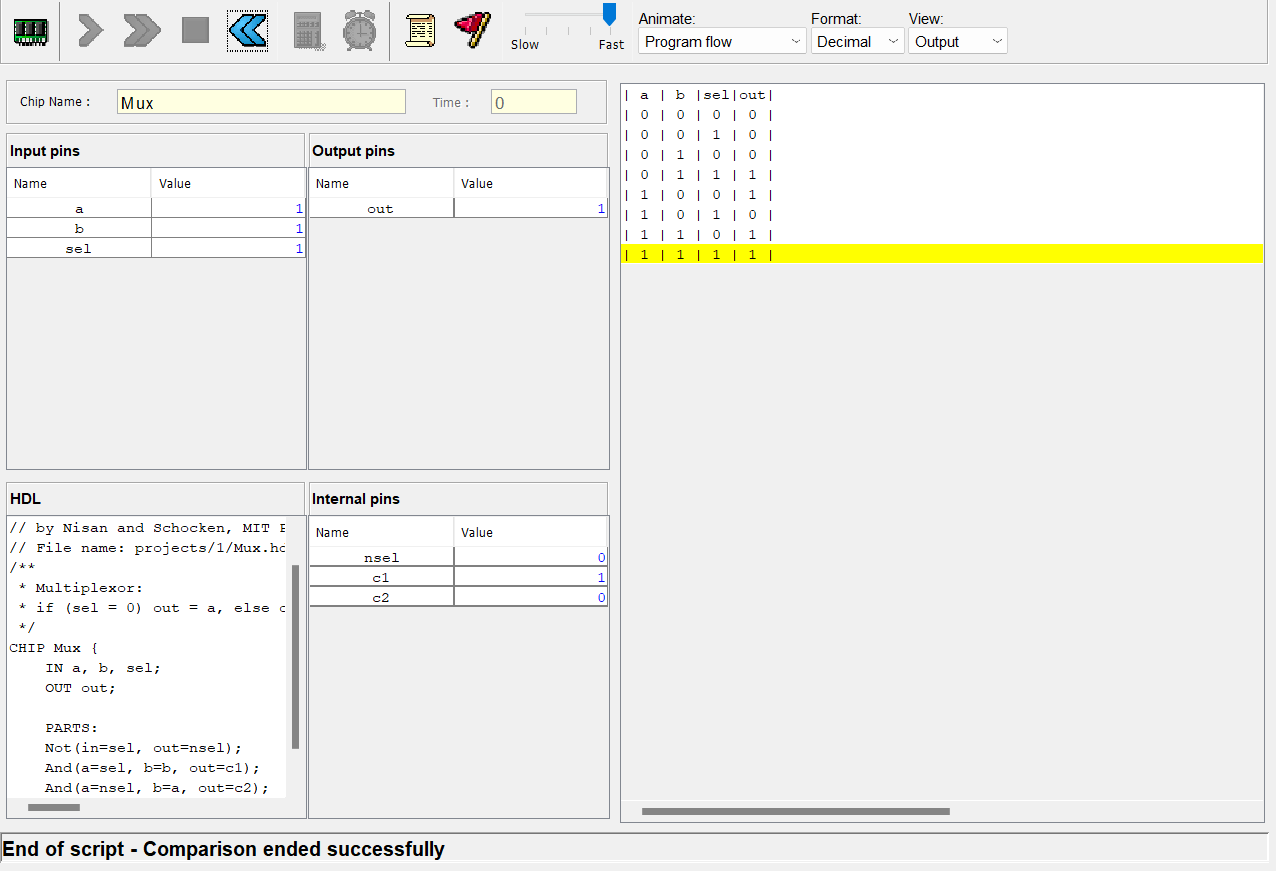 Slow Fast
Animate: Format: View:
Program flow Decimal Output
Chip Name : Mux Time : 0
Input pins
Name Value
a 1
b 1
sel 1
Output pins
Name Value
out 1
HDL
// by Nisan and Schocken, MIT
// File name: projects/1/Mux.hd
/**
* Multiplexor:
* if (sel = 0) out = a, else
*/
CHIP Mux {
IN a, b, sel;
OUT out;
PARTS:
Not(in=sel, out=nsel);
And(a=sel, b=b, out=c1);
And(a=nsel, b=a, out=c2);
Internal pins
Name Value
nsel 0
c1 1
c2 0
| a | b |sel|out|
| 0 | 0 | 0 | 0 |
| 0 | 0 | 1 | 0 |
| 0 | 1 | 0 | 0 |
| 0 | 1 | 1 | 1 |
| 1 | 0 | 0 | 1 |
| 1 | 0 | 1 | 0 |
| 1 | 1 | 0 | 1 |
| 1 | 1 | 1 | 1 |
End of script - Comparison ended successfully